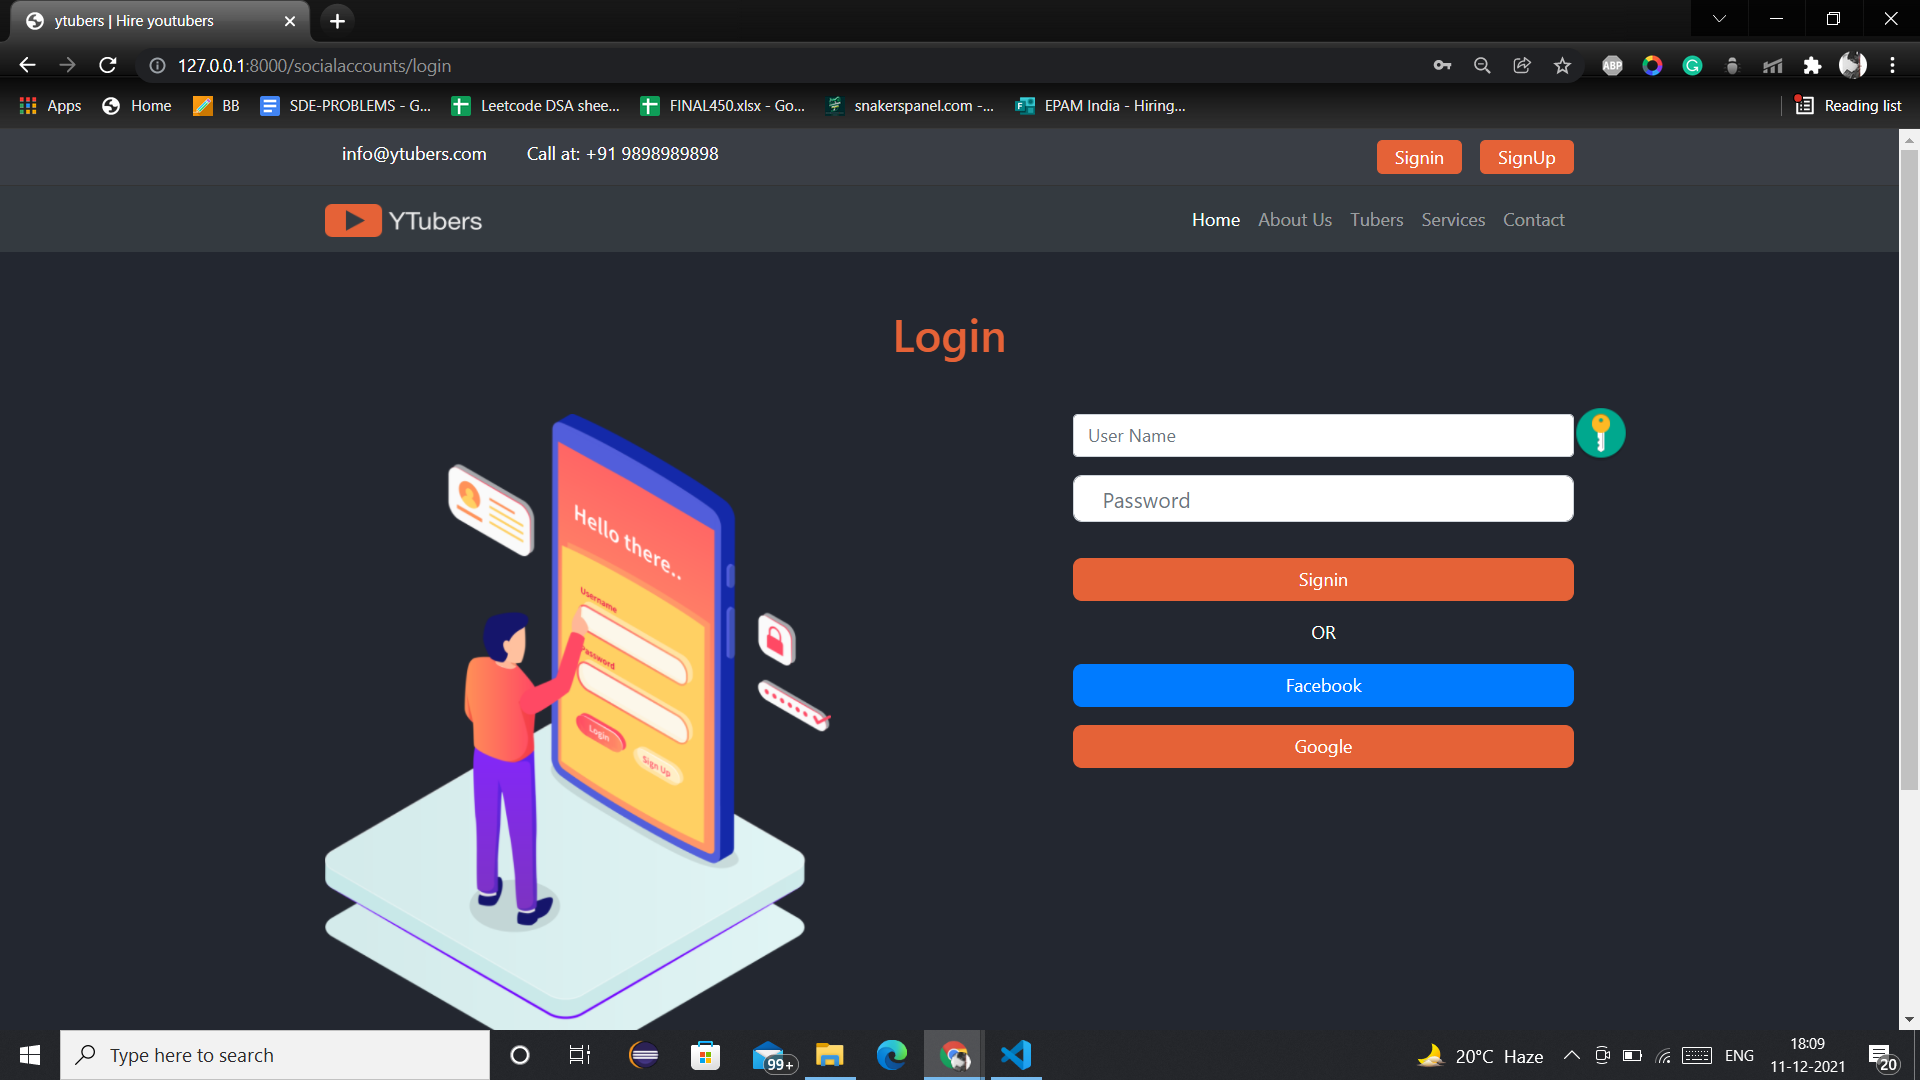 ytubers | Hire youtubers
127.0.0.1:8000/socialaccounts/login
ABP
Apps
Home
BB
SDE-PROBLEMS - G...
Leetcode DSA shee...
FINAL450.xlsx - Go...
snakerspanel.com -...
EPAM India - Hiring...
Reading list
info@ytubers.com
Call at: +91 9898989898
Signin
SignUp
YTubers
Home
About Us
Tubers
Services
Contact
Login
Hello there..
Username
Password
Login
Sign Up
User Name
Password
Signin
OR
Facebook
Google
Type here to search
99+
20°C Haze
ENG
18:09
11-12-2021
20